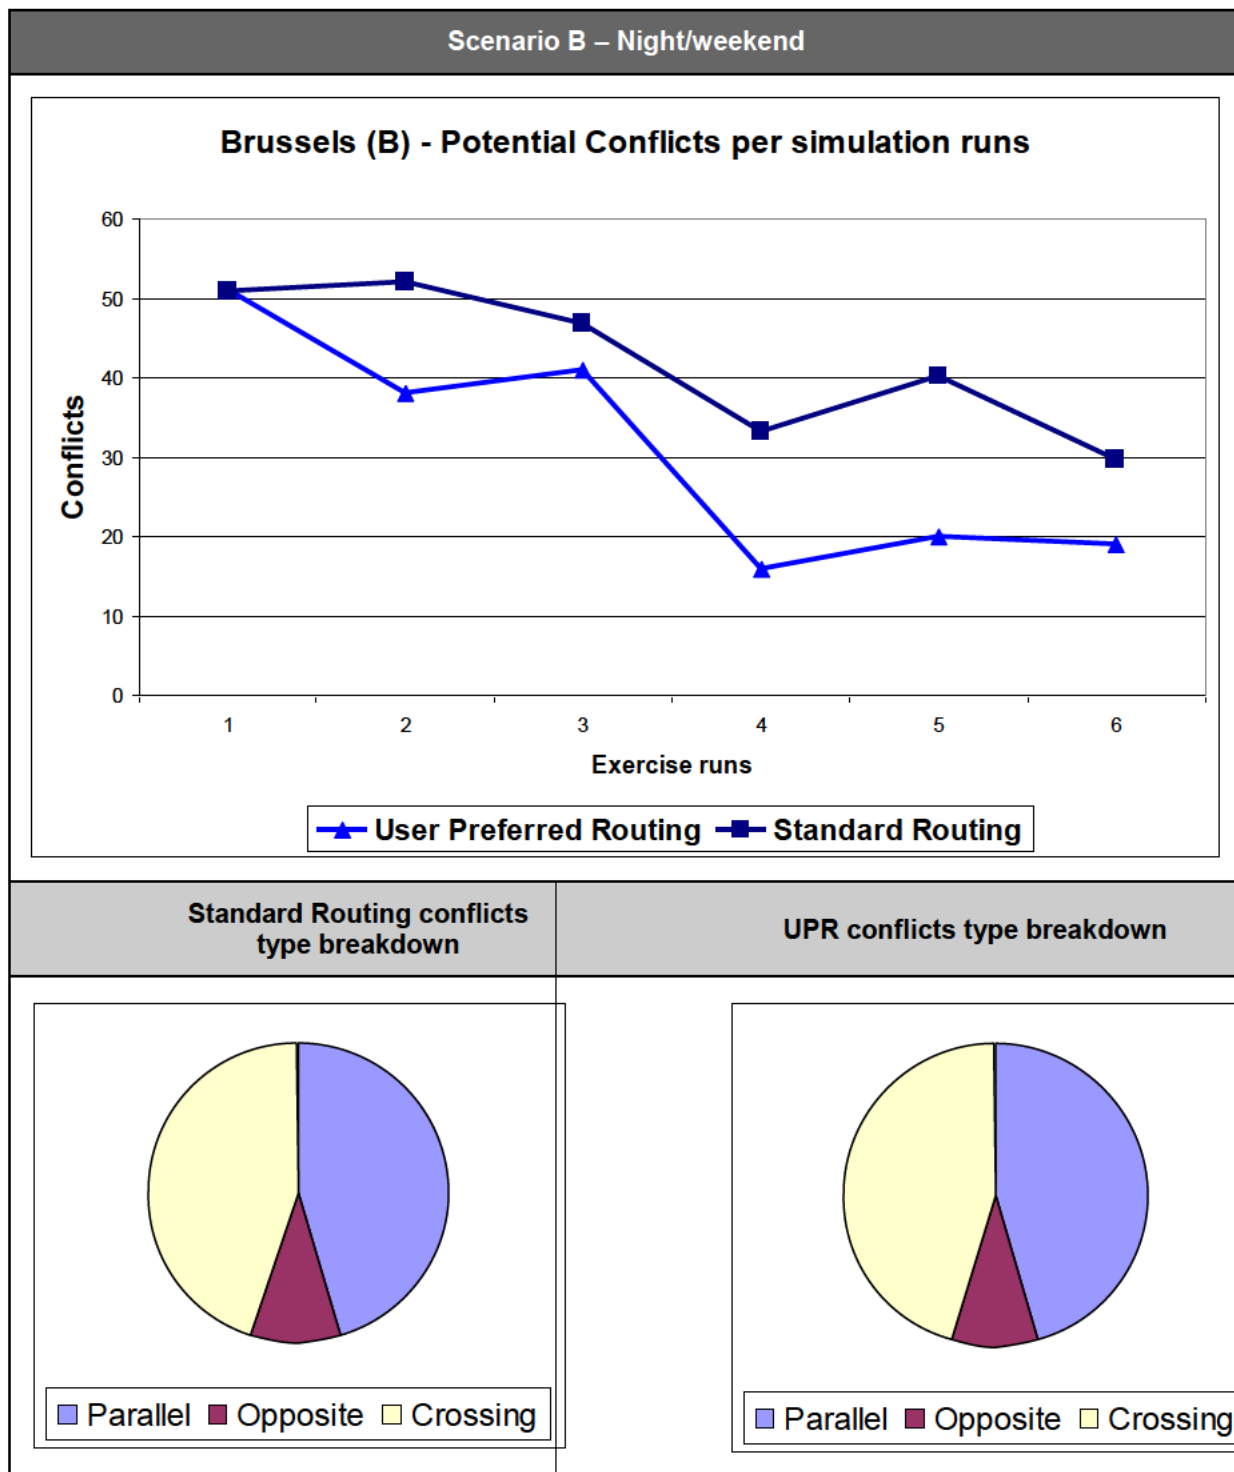 Scenario B – Night/weekend
Brussels (B) - Potential Conflicts per simulation runs
60
50
40
30
20
10
0
Conflicts
1 2 3 4 5 6
Exercise runs
User Preferred Routing Standard Routing
Standard Routing conflicts
type breakdown
UPR conflicts type breakdown
Parallel Opposite Crossing
Parallel Opposite Crossing